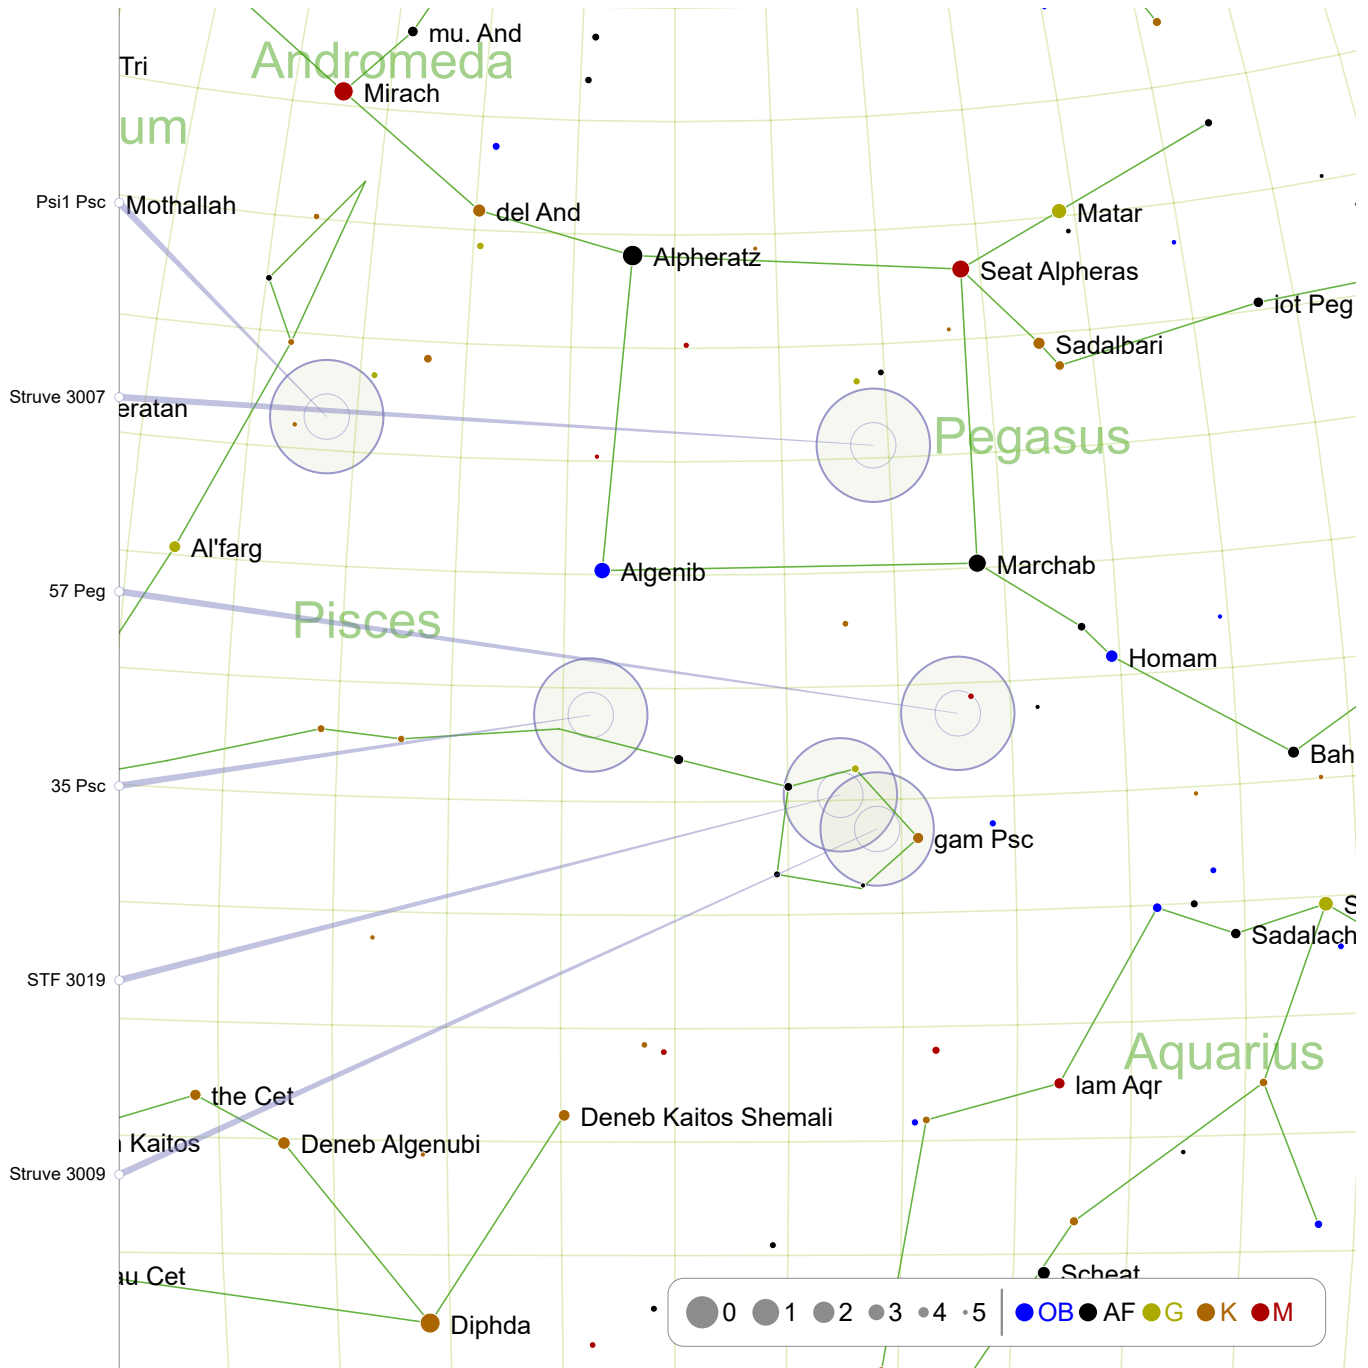 mu. And
Andromeda
Tri
Mirach
um
Psi1 Psc
Mothallah
del And
Matar
Alpheratz
Seat Alpheras
iot Peg
Sadalbari
Struve 3007
eratan
Pegasus
Al'farg
Algenib
Marchab
57 Peg
Pisces
Homam
Bah
35 Psc
gam Psc
S
Sadalach
STF 3019
Aquarius
the Cet
lam Aqr
Deneb Kaitos Shemali
Kaitos
Deneb Algenubi
Struve 3009
au Cet
Scheat
Diphda
0 1 2 3 4 5 OB AF G K M